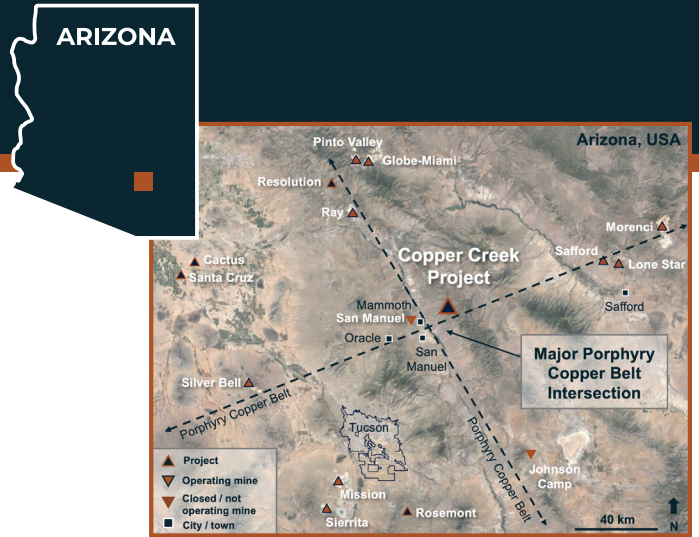 ARIZONA
Arizona, USA
Pinto Valley
Globe-Miami
Resolution
Ray
Morenci
Safford
Lone Star
Cactus
Santa Cruz
Copper Creek
Project
Safford
Mammoth
San Manuel
Oracle
San
Manuel
Major Porphyry
Copper Belt
Intersection
Silver Bell
Porphyry Copper Belt
Tucson
Porphyry Copper Belt
Johnson
Camp
Mission
Sierrita
Rosemont
Project
Operating mine
Closed / not
operating mine
City / town
40 km
N